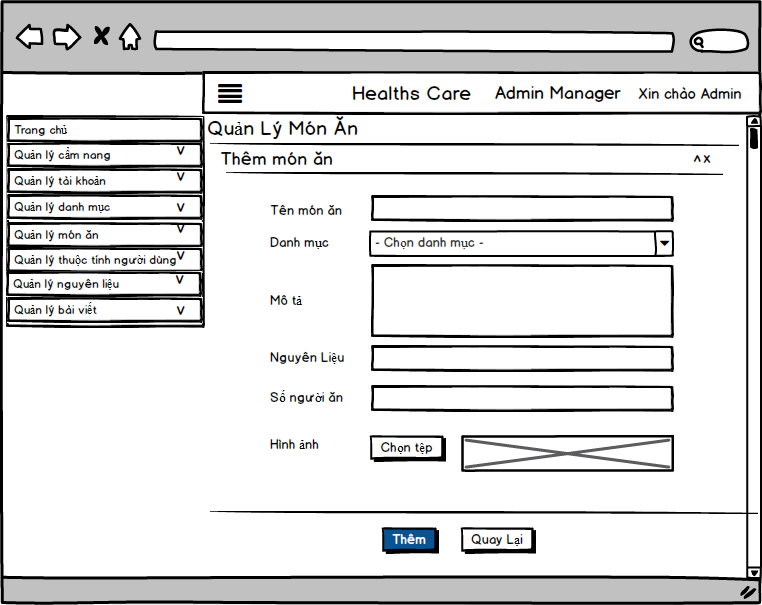 Healths Care Admin Manager Xin chào Admin
Trang chủ
Quản lý cẩm nang
Quản lý tài khoản
Quản lý danh mục
Quản lý món ăn
Quản lý thuộc tính người dùng
Quản lý nguyên liệu
Quản lý bài viết
Quản Lý Món Ăn
Thêm món ăn
Tên món ăn
Danh mục - Chọn danh mục -
Mô tả
Nguyên Liệu
Số người ăn
Hình ảnh Chọn tệp
Thêm Quay Lại